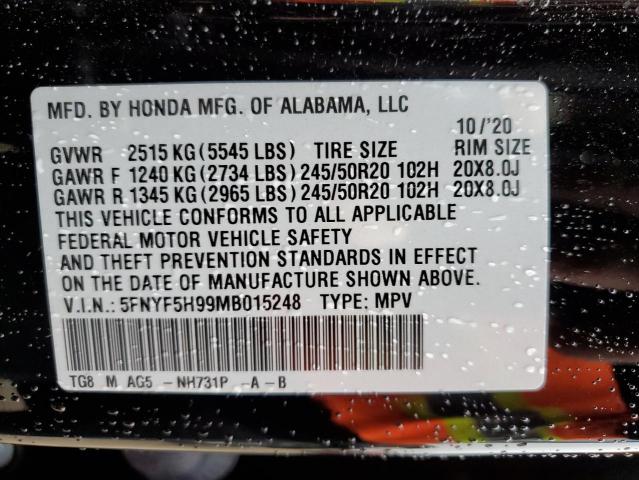 MFD. BY HONDA MFG. OF ALABAMA, LLC
10/'20
GVWR 2515 KG (5545 LBS) TIRE SIZE RIM SIZE
GAWR F 1240 KG (2734 LBS) 245/50R20 102H 20X8.0J
GAWR R 1345 KG (2965 LBS) 245/50R20 102H 20X8.0J
THIS VEHICLE CONFORMS TO ALL APPLICABLE
FEDERAL MOTOR VEHICLE SAFETY
AND THEFT PREVENTION STANDARDS IN EFFECT
ON THE DATE OF MANUFACTURE SHOWN ABOVE.
V.I.N.: 5FNYF5H99MB015248 TYPE: MPV
TG8 M AG5 -NH731P -A-B